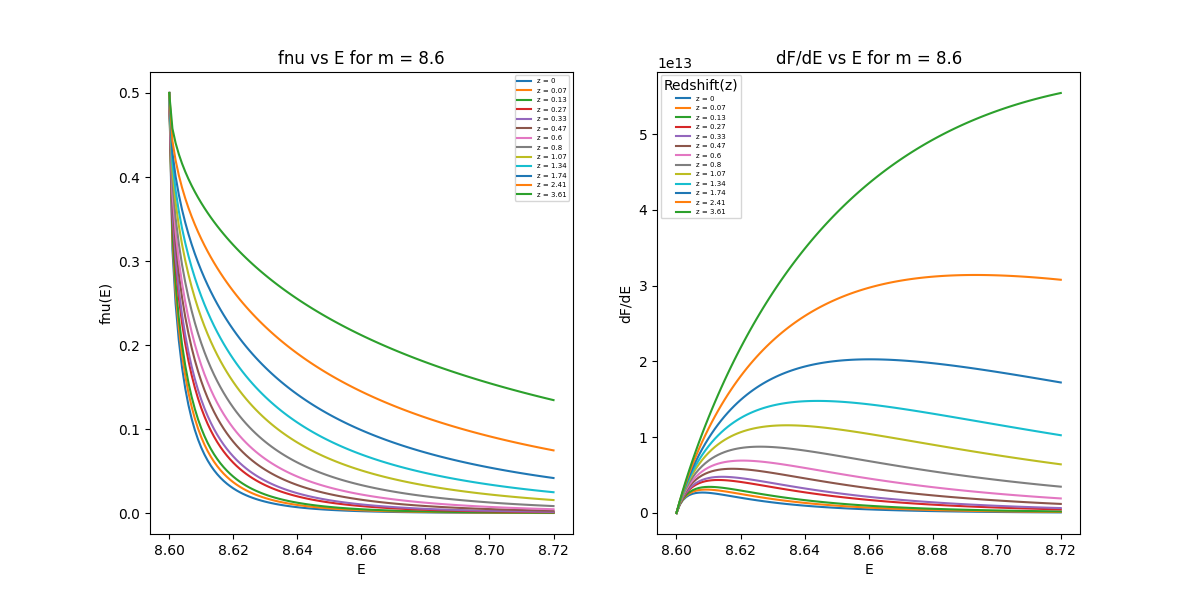 fnu vs E for m = 8.6
fnu(E)
0.5
0.4
0.3
0.2
0.1
0.0
8.60 8.62 8.64 8.66 8.68 8.70 8.72
E
z = 0
z = 0.07
z = 0.13
z = 0.27
z = 0.33
z = 0.47
z = 0.6
z = 0.8
z = 1.07
z = 1.34
z = 1.74
z = 2.41
z = 3.61
dF/dE vs E for m = 8.6
1e13
dF/dE
5
4
3
2
1
0
8.60 8.62 8.64 8.66 8.68 8.70 8.72
E
Redshift(z)
z = 0
z = 0.07
z = 0.13
z = 0.27
z = 0.33
z = 0.47
z = 0.6
z = 0.8
z = 1.07
z = 1.34
z = 1.74
z = 2.41
z = 3.61